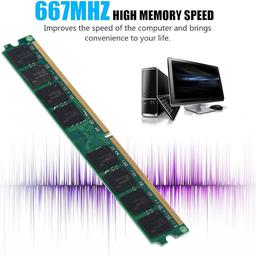 667MHZ HIGH MEMORY SPEED
Improves the speed of the computer and brings
convenience to your life.